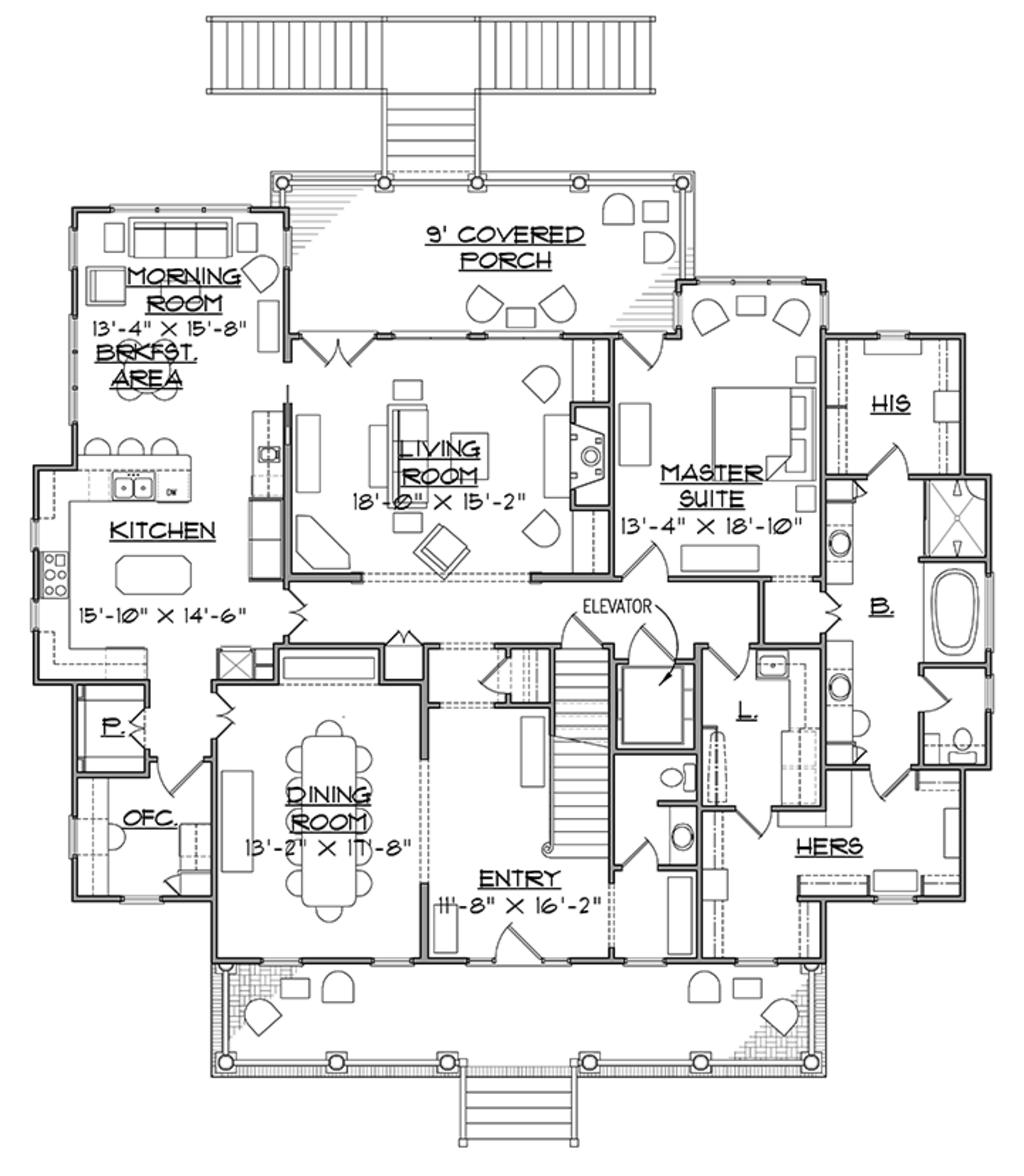 9' COVERED
PORCH
MORNING
ROOM
13'-4" X 15'-8"
BRKFST.
AREA
HIS
LIVING
ROOM
18'-0" X 15'-2"
MASTER
SUITE
13'-4" X 18'-10"
DW
KITCHEN
15'-10" X 14'-6"
ELEVATOR
B.
P.
L.
DINING
ROOM
13'-2" X 17'-8"
OFC.
HERS
ENTRY
11'-8" X 16'-2"